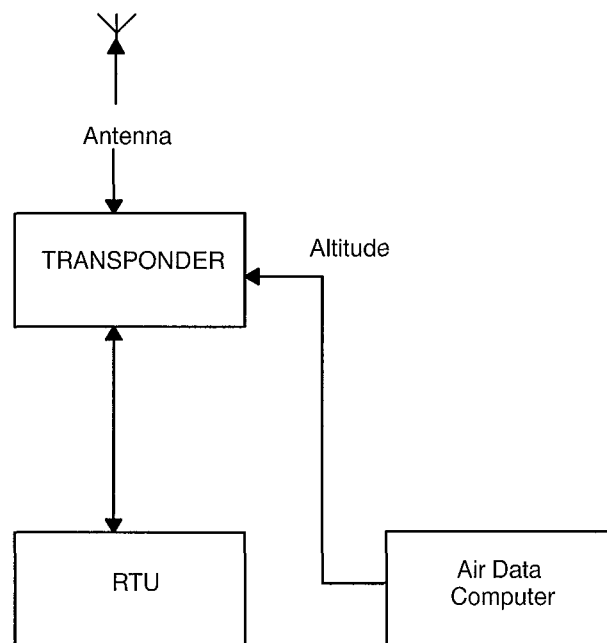 Antenna
TRANSPONDER
Altitude
RTU
Air Data
Computer